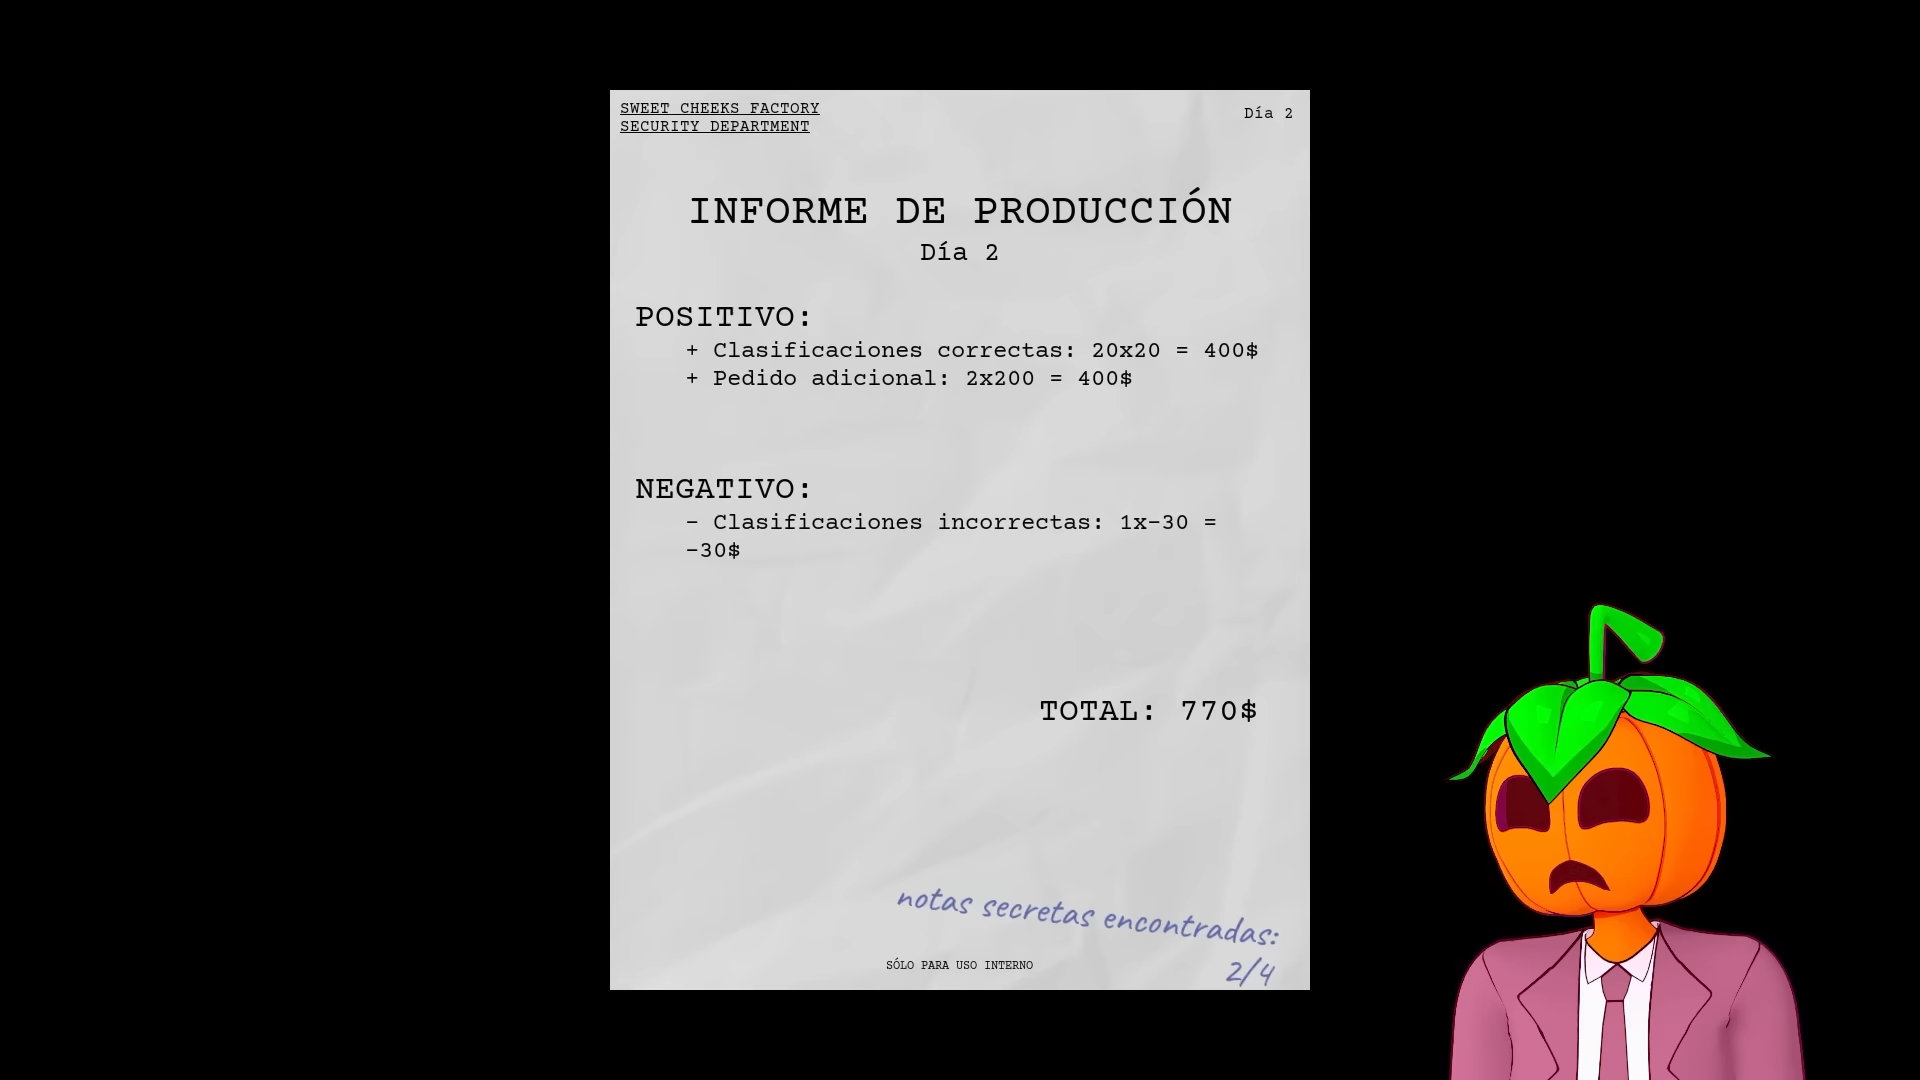 SWEET CHEEKS FACTORY
SECURITY DEPARTMENT
Día 2
INFORME DE PRODUCCIÓN
Día 2
POSITIVO:
+ Clasificaciones correctas: 20x20 = 400$
+ Pedido adicional: 2x200 = 400$
NEGATIVO:
- Clasificaciones incorrectas: 1x-30 =
-30$
TOTAL: 770$
notas secretas encontradas:
2/4
SÓLO PARA USO INTERNO